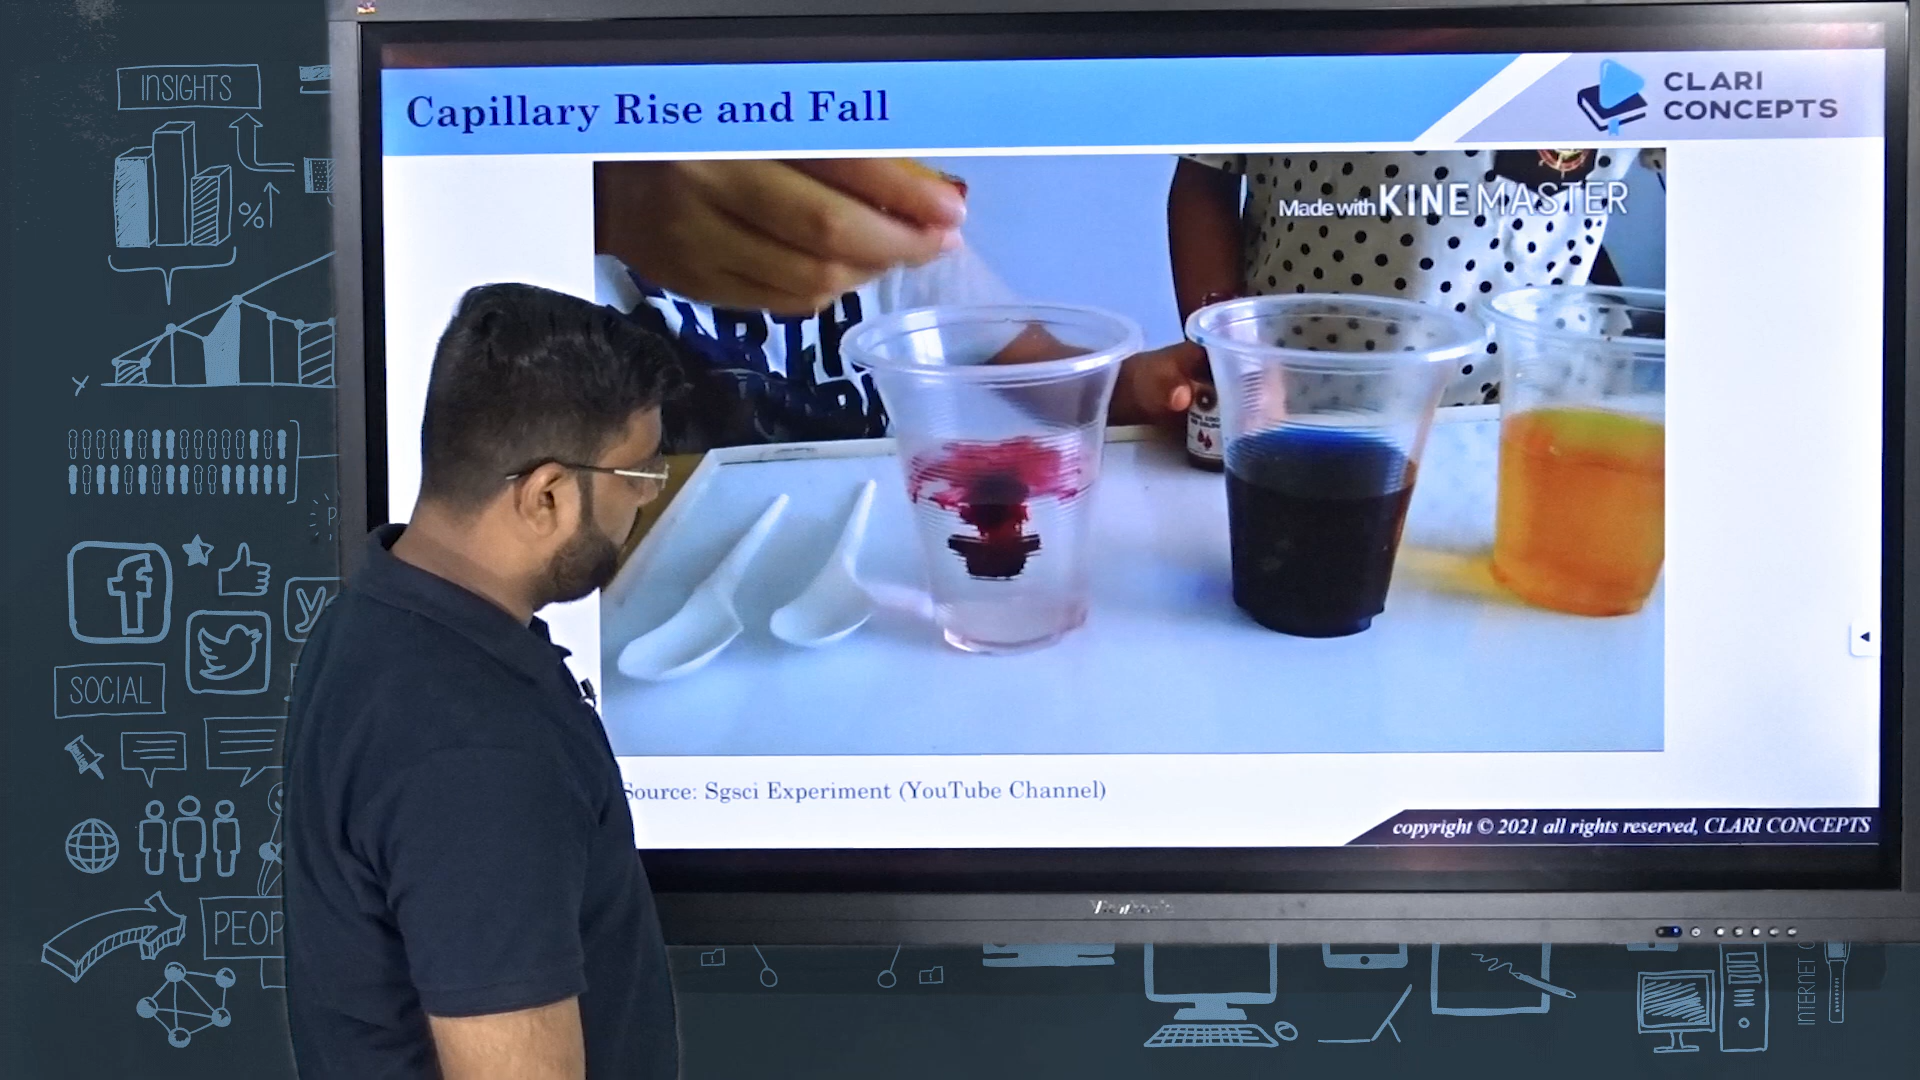 INSIGHTS
%
Capillary Rise and Fall
CLARI
CONCEPTS
Made with KINEMASTER
SOCIAL
Source: Sgsci Experiment (YouTube Channel)
copyright © 2021 all rights reserved, CLARI CONCEPTS
PEOP
INTERNET